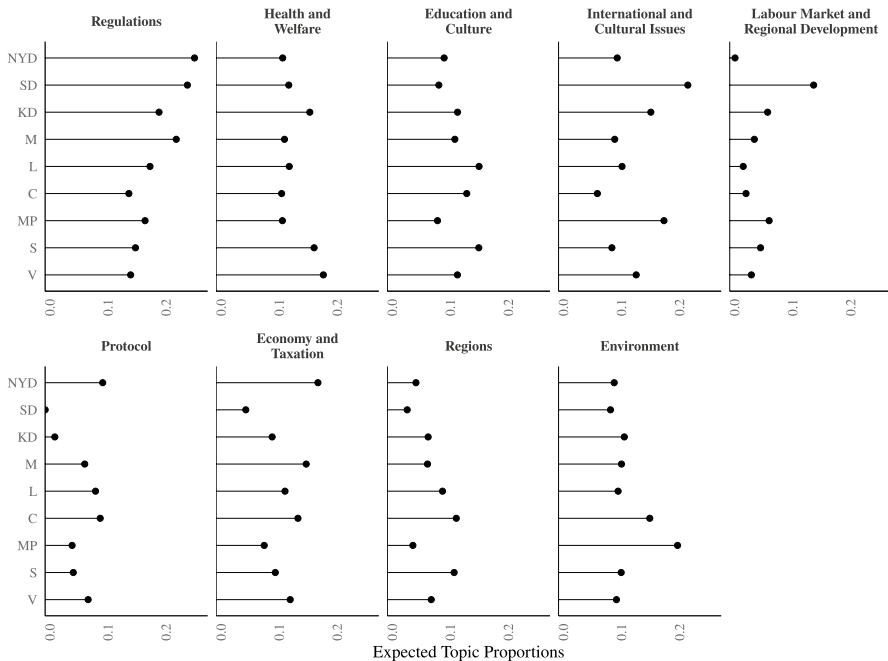 Regulations
Health and
Welfare
Education and
Culture
International and
Cultural Issues
Labour Market and
Regional Development
NYD
SD
KD
M
L
C
MP
S
V
0.0 0.1 0.2
0.0 0.1 0.2
0.0 0.1 0.2
0.0 0.1 0.2
0.0 0.1 0.2
Protocol
Economy and
Taxation
Regions
Environment
NYD
SD
KD
M
L
C
MP
S
V
0.0 0.1 0.2
0.0 0.1 0.2
0.0 0.1 0.2
0.0 0.1 0.2
Expected Topic Proportions